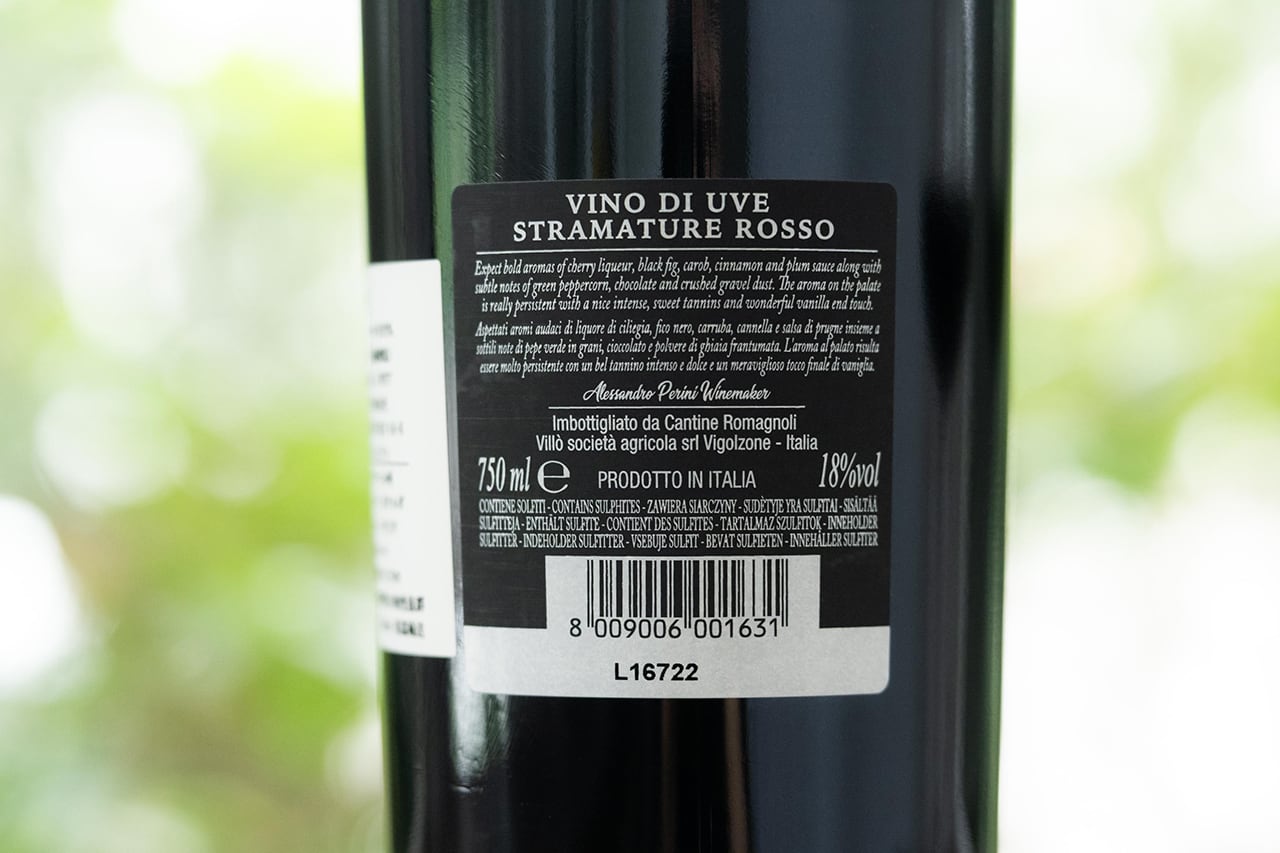 VINO DI UVE
STRAMATURE ROSSO
Expect bold aromas of cherry liqueur, black fig, carob, cinnamon and plum sauce along with
subtle notes of green peppercorn, chocolate and crushed gravel dust. The aroma on the palate
is really persistent with a nice intense, sweet tannins and wonderful vanilla end touch.
Aspettati aromi audaci di liquore di ciliegia, fico nero, carruba, cannella e salsa di prugne insieme a
sottili note di pepe verde in grani, cioccolato e polvere di ghiaia frantumata. L'aroma al palato risulta
essere molto persistente con un bel tannino intenso e dolce e un meraviglioso tocco finale di vaniglia.
Alessandro Perini Winemaker
Imbottigliato da Cantine Romagnoli
Villò società agricola srl Vigolzone - Italia
750 ml e PRODOTTO IN ITALIA 18%vol
CONTIENE SOLFITI - CONTAINS SULPHITES - ZAWIERA SIARCZYNY - SUDĖTYJE YRA SULFITAI - SISÄLTÄÄ
SULFIITTEJA - ENTHÄLT SULFITE - CONTIENT DES SULFITES - TARTALMAZ SZULFITOK - INNEHOLDER
SULFITTER - INDEHOLDER SULFITTER - VSEBUJE SULFIT - BEVAT SULFIETEN - INNEHÅLLER SULFITER
8 009006 001631
L16722